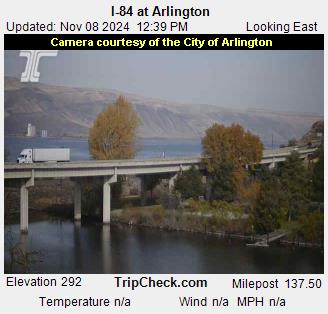 I-84 at Arlington
Updated: Nov 08 2024 12:39 PM Looking East
Camera courtesy of the City of Arlington
Elevation 292 TripCheck.com Milepost 137.50
Temperature n/a Wind n/a MPH n/a